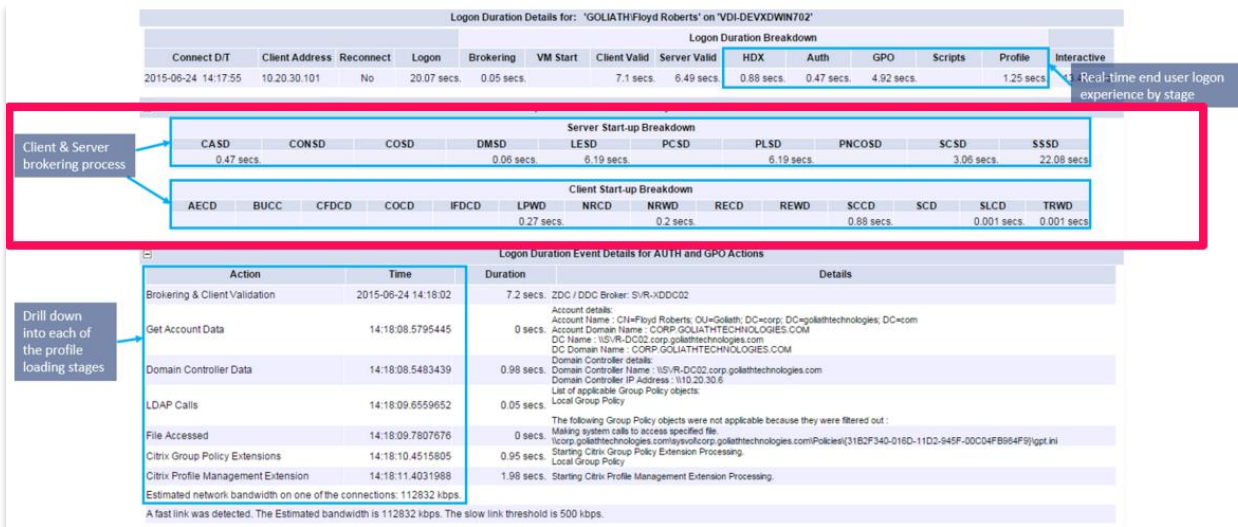 Logon Duration Details for: 'GOLIATH\Floyd Roberts' on 'VDI-DEVXDWIN702'
Logon Duration Breakdown
Connect D/T Client Address Reconnect Logon Brokering VM Start Client Valid Server Valid HDX Auth GPO Scripts Profile Interactive
2015-06-24 14:17:55 10.20.30.101 No 20.07 secs. 0.05 secs. 7.1 secs. 6.49 secs. 0.88 secs. 0.47 secs. 4.92 secs. 1.25 secs.
Real-time end user logon
experience by stage
Client & Server
brokering process
Server Start-up Breakdown
CASD CONSD COSD DMSD LESD PCSD PLSD PNCOSD SCSD SSSD
0.47 secs. 0.06 secs. 6.19 secs. 6.19 secs. 3.06 secs. 22.08 secs
Client Start-up Breakdown
AECD BUCC CFDCD COCD IFDCD LPWD NRCD NRWD RECD REWD SCCD SCD SLCD TRWD
0.27 secs. 0.2 secs. 0.88 secs. 0.001 secs. 0.001 secs
Logon Duration Event Details for AUTH and GPO Actions
Action Time Duration Details
Drill down
into each of
the profile
loading stages
Brokering & Client Validation 2015-06-24 14:18:02 7.2 secs. ZDC / DDC Broker: SVR-XDDC02
Account details:
Account Name : CN=Floyd Roberts; OU=Goliath; DC=corp; DC=goliathtechnologies; DC=com
Get Account Data 14:18:08.5795445 0 secs. Account Domain Name : CORP.GOLIATHTECHNOLOGIES.COM
DC Name : \\SVR-DC02.corp.goliathtechnologies.com
DC Domain Name : CORP.GOLIATHTECHNOLOGIES.COM
Domain Controller details:
Domain Controller Data 14:18:08.5483439 0.98 secs. Domain Controller Name : \\SVR-DC02.corp.goliathtechnologies.com
Domain Controller IP Address : \\10.20.30.6
List of applicable Group Policy objects:
Local Group Policy
LDAP Calls 14:18:09.6559652 0.05 secs.
The following Group Policy objects were not applicable because they were filtered out :
Making system calls to access specified file.
File Accessed 14:18:09.7807676 0 secs. \\corp.goliathtechnologies.com\sysvol\corp.goliathtechnologies.com\Policies\{31B2F340-016D-11D2-945F-00C04FB984F9}\gpt.ini
Starting Citrix Group Policy Extension Processing.
Citrix Group Policy Extensions 14:18:10.4515805 0.95 secs. Local Group Policy
Citrix Profile Management Extension 14:18:11.4031988 1.98 secs. Starting Citrix Profile Management Extension Processing.
Estimated network bandwidth on one of the connections: 112832 kbps.
A fast link was detected. The Estimated bandwidth is 112832 kbps. The slow link threshold is 500 kbps.